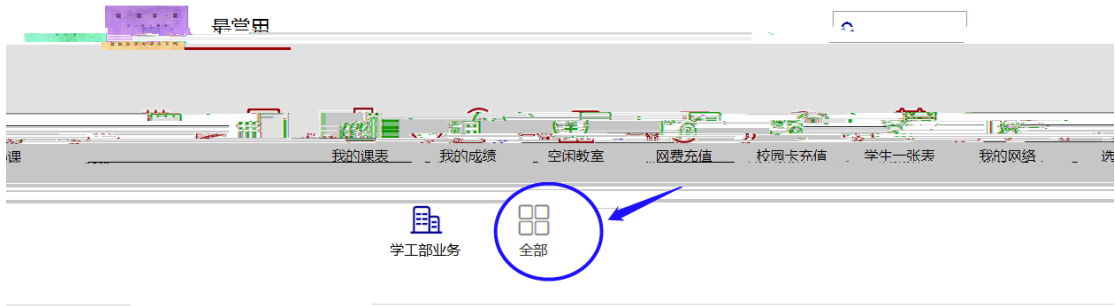 我的课表 我的成绩 空闲教室 网费充值 校园卡充值 学生一张表 我的网络 选
学工部业务 全部